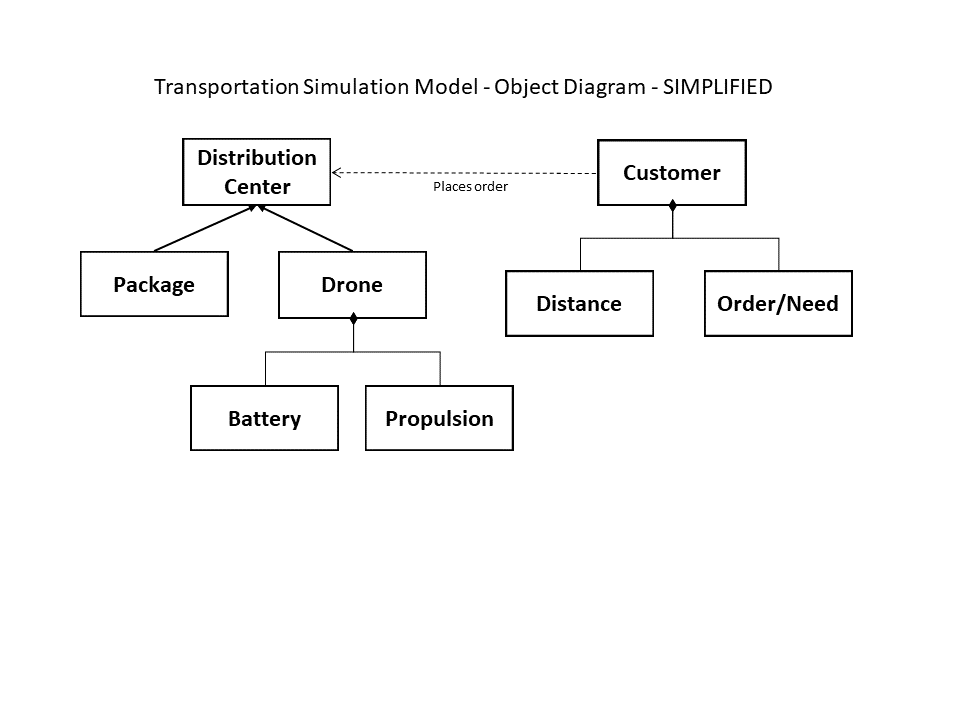 Transportation Simulation Model - Object Diagram - SIMPLIFIED
Distribution
Center
Customer
Places order
Package
Drone
Distance
Order/Need
Battery
Propulsion